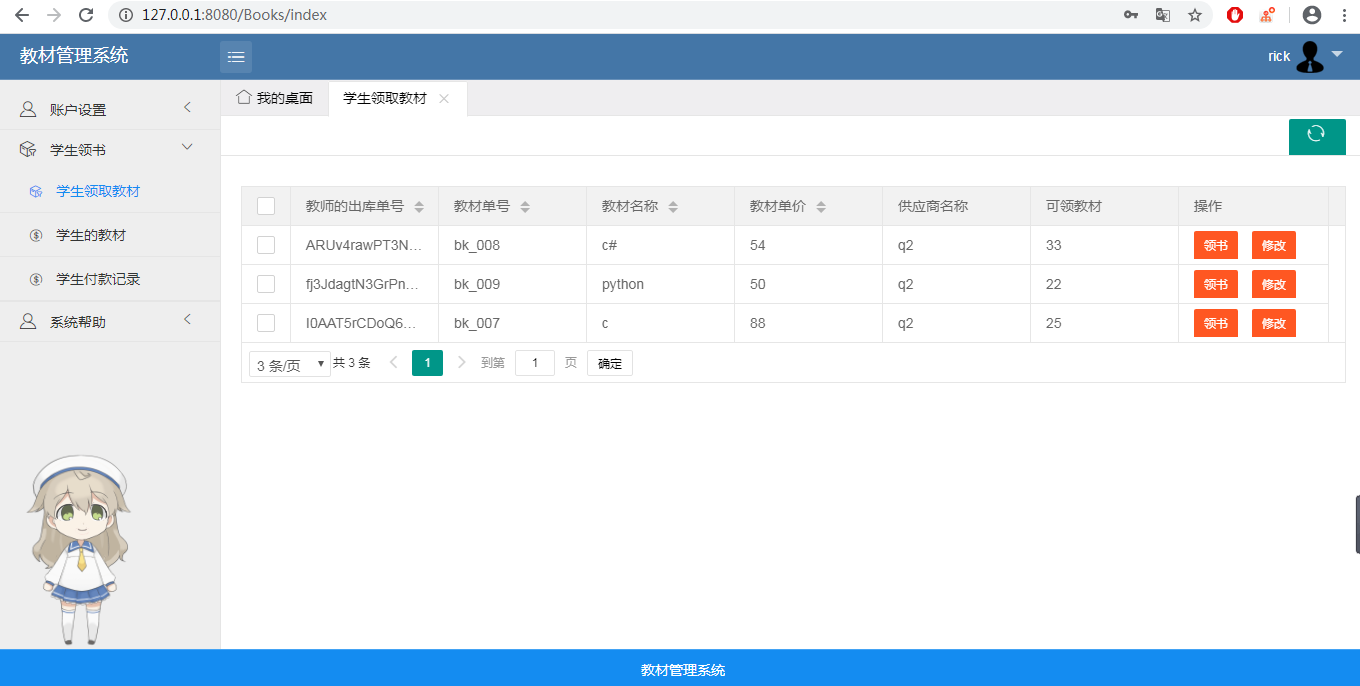 127.0.0.1:8080/Books/index
教材管理系统
rick
账户设置
学生领书
学生领取教材
学生的教材
学生付款记录
系统帮助
我的桌面 学生领取教材
教师的出库单号 教材单号 教材名称 教材单价 供应商名称 可领教材 操作
ARUv4rawPT3N... bk_008 c# 54 q2 33 领书 修改
fj3JdagtN3GrPn... bk_009 python 50 q2 22 领书 修改
I0AAT5rCDoQ6... bk_007 c 88 q2 25 领书 修改
3 条/页 共 3 条 1 到第 1 页 确定
教材管理系统